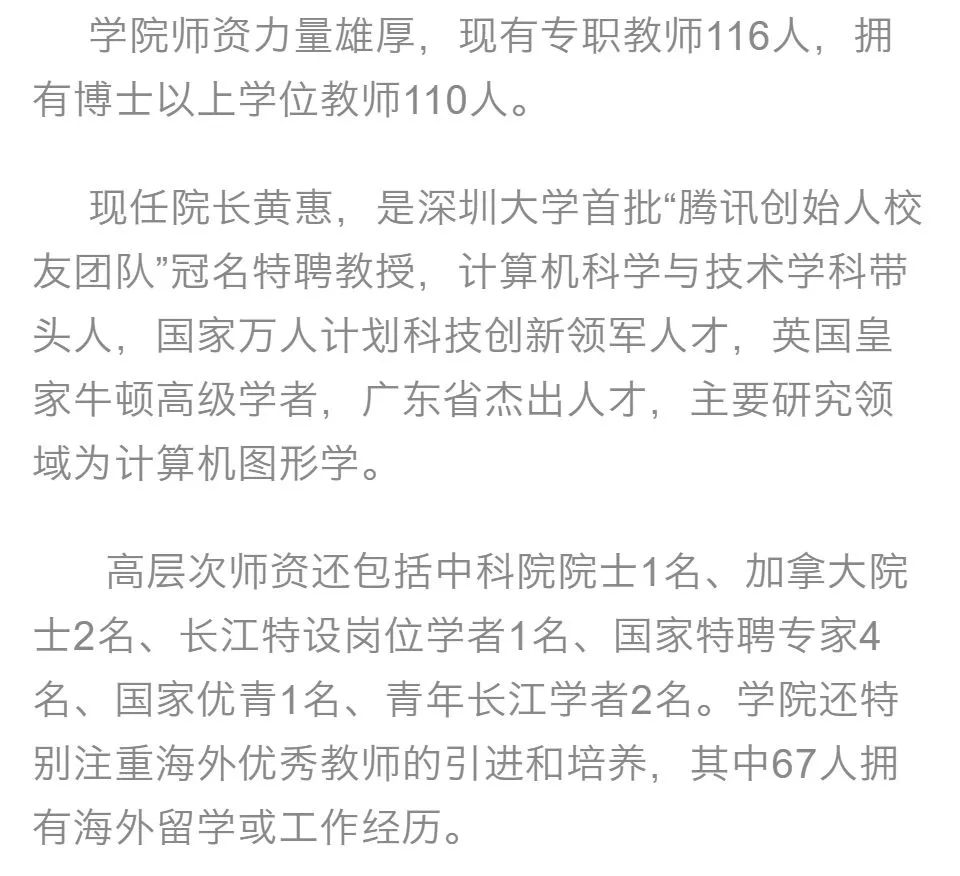 学院师资力量雄厚，现有专职教师116人，拥
有博士以上学位教师110人。
现任院长黄惠，是深圳大学首批“腾讯创始人校
友团队”冠名特聘教授，计算机科学与技术学科带
头人，国家万人计划科技创新领军人才，英国皇
家牛顿高级学者，广东省杰出人才，主要研究领
域为计算机图形学。
高层次师资还包括中科院院士1名、加拿大院
士2名、长江特设岗位学者1名、国家特聘专家4
名、国家优青1名、青年长江学者2名。学院还特
别注重海外优秀教师的引进和培养，其中67人拥
有海外留学或工作经历。